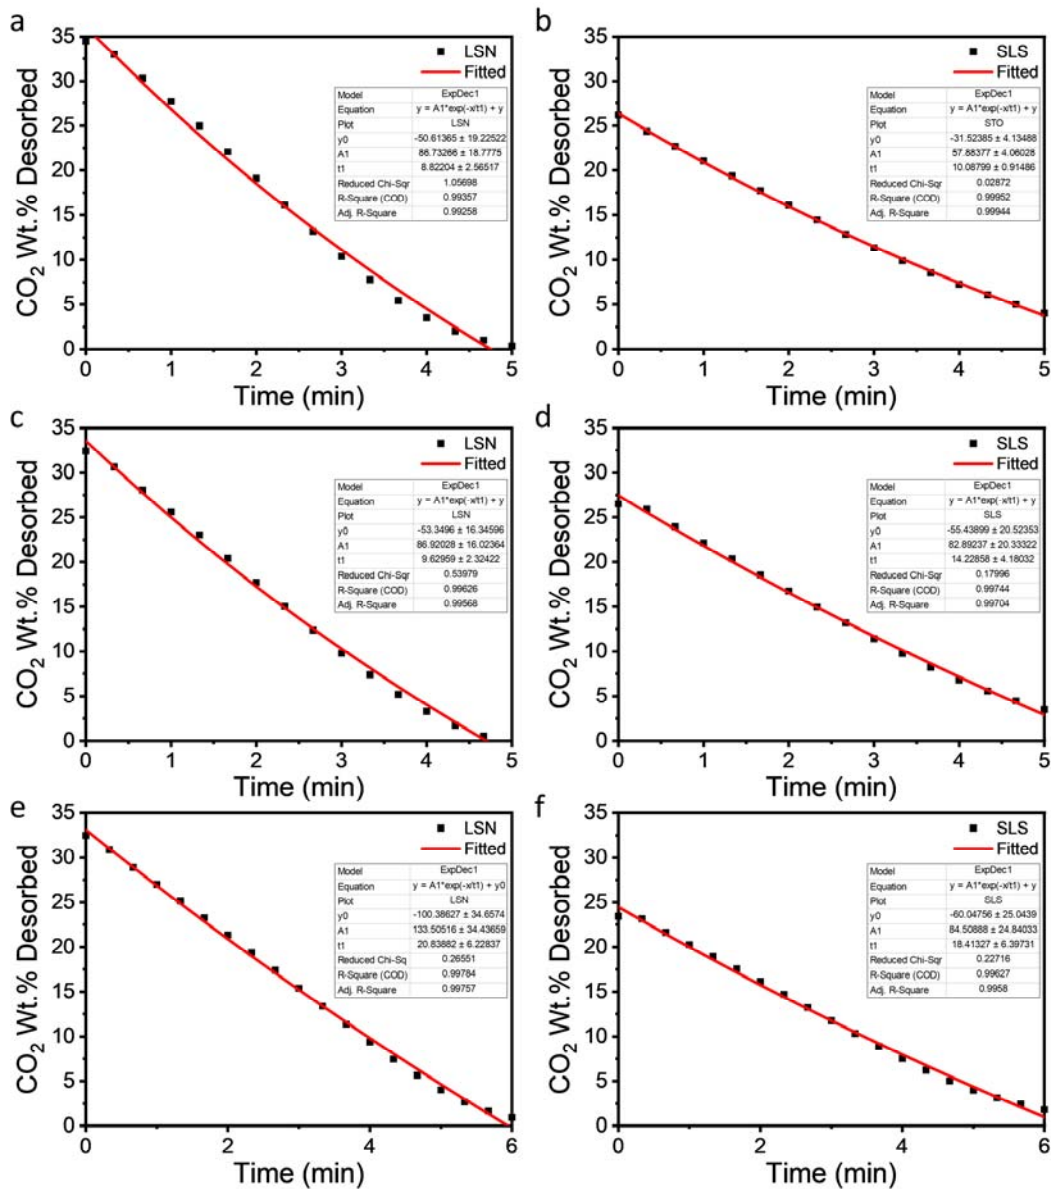 a
35
30
25
20
15
10
5
0
CO2 Wt.% Desorbed
LSN
Fitted
Model ExpDec1
Equation y = A1*exp(-x/t1) + y
Plot LSN
y0 -50.61365 ± 19.22522
A1 86.73266 ± 18.7775
t1 8.82204 ± 2.56517
Reduced Chi-Sqr 1.05698
R-Square (COD) 0.99357
Adj. R-Square 0.99258
0 1 2 3 4 5
Time (min)
b
35
30
25
20
15
10
5
0
CO2 Wt.% Desorbed
SLS
Fitted
Model ExpDec1
Equation y = A1*exp(-x/t1) + y
Plot STO
y0 -31.52385 ± 4.13488
A1 57.88377 ± 4.06028
t1 10.08799 ± 0.91486
Reduced Chi-Sqr 0.02872
R-Square (COD) 0.99952
Adj. R-Square 0.99944
0 1 2 3 4 5
Time (min)
c
35
30
25
20
15
10
5
0
CO2 Wt.% Desorbed
LSN
Fitted
Model ExpDec1
Equation y = A1*exp(-x/t1) + y
Plot LSN
y0 -53.3496 ± 16.34596
A1 86.92028 ± 16.02364
t1 9.62959 ± 2.32422
Reduced Chi-Sqr 0.53979
R-Square (COD) 0.99626
Adj. R-Square 0.99568
0 1 2 3 4 5
Time (min)
d
35
30
25
20
15
10
5
0
CO2 Wt.% Desorbed
SLS
Fitted
Model ExpDec1
Equation y = A1*exp(-x/t1) + y
Plot SLS
y0 -55.43899 ± 20.52353
A1 82.89237 ± 20.33322
t1 14.22858 ± 4.18032
Reduced Chi-Sqr 0.17996
R-Square (COD) 0.99744
Adj. R-Square 0.99704
0 1 2 3 4 5
Time (min)
e
35
30
25
20
15
10
5
0
CO2 Wt.% Desorbed
LSN
Fitted
Model ExpDec1
Equation y = A1*exp(-x/t1) + y0
Plot LSN
y0 -100.38627 ± 34.6574
A1 133.50516 ± 34.43659
t1 20.83882 ± 6.22837
Reduced Chi-Sq 0.26551
R-Square (COD) 0.99784
Adj. R-Square 0.99757
0 2 4 6
Time (min)
f
35
30
25
20
15
10
5
0
CO2 Wt.% Desorbed
SLS
Fitted
Model ExpDec1
Equation y = A1*exp(-x/t1) + y
Plot SLS
y0 -60.04756 ± 25.0439
A1 84.50888 ± 24.84033
t1 18.41327 ± 6.39731
Reduced Chi-Sqr 0.22716
R-Square (COD) 0.99627
Adj. R-Square 0.9958
0 2 4 6
Time (min)